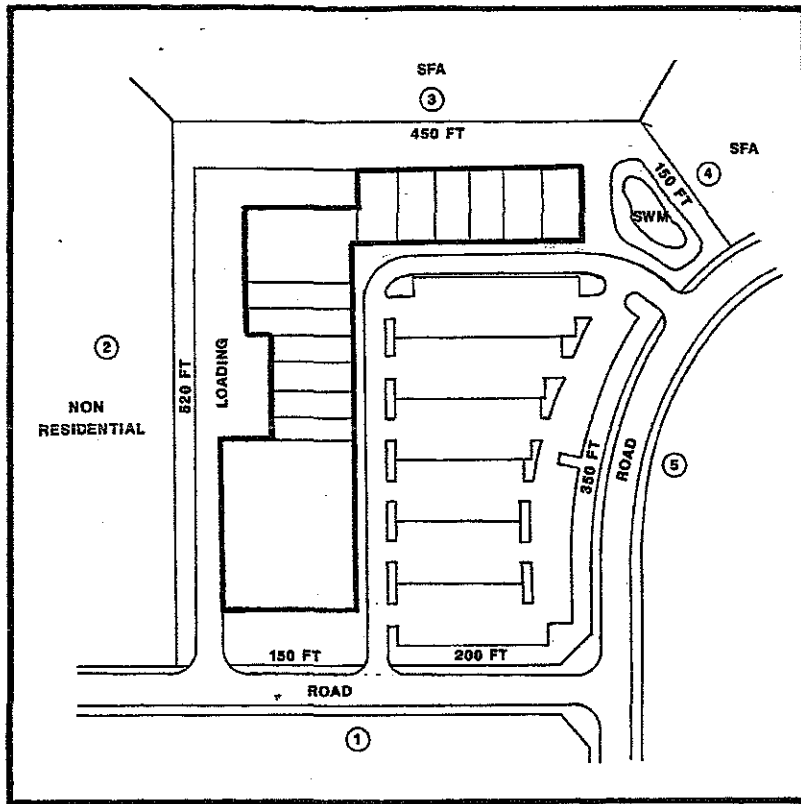 SFA
3
450 FT
SFA
4
150 FT
SWM
2
NON
RESIDENTIAL
520 FT
LOADING
350 FT
ROAD
5
150 FT
200 FT
ROAD
1